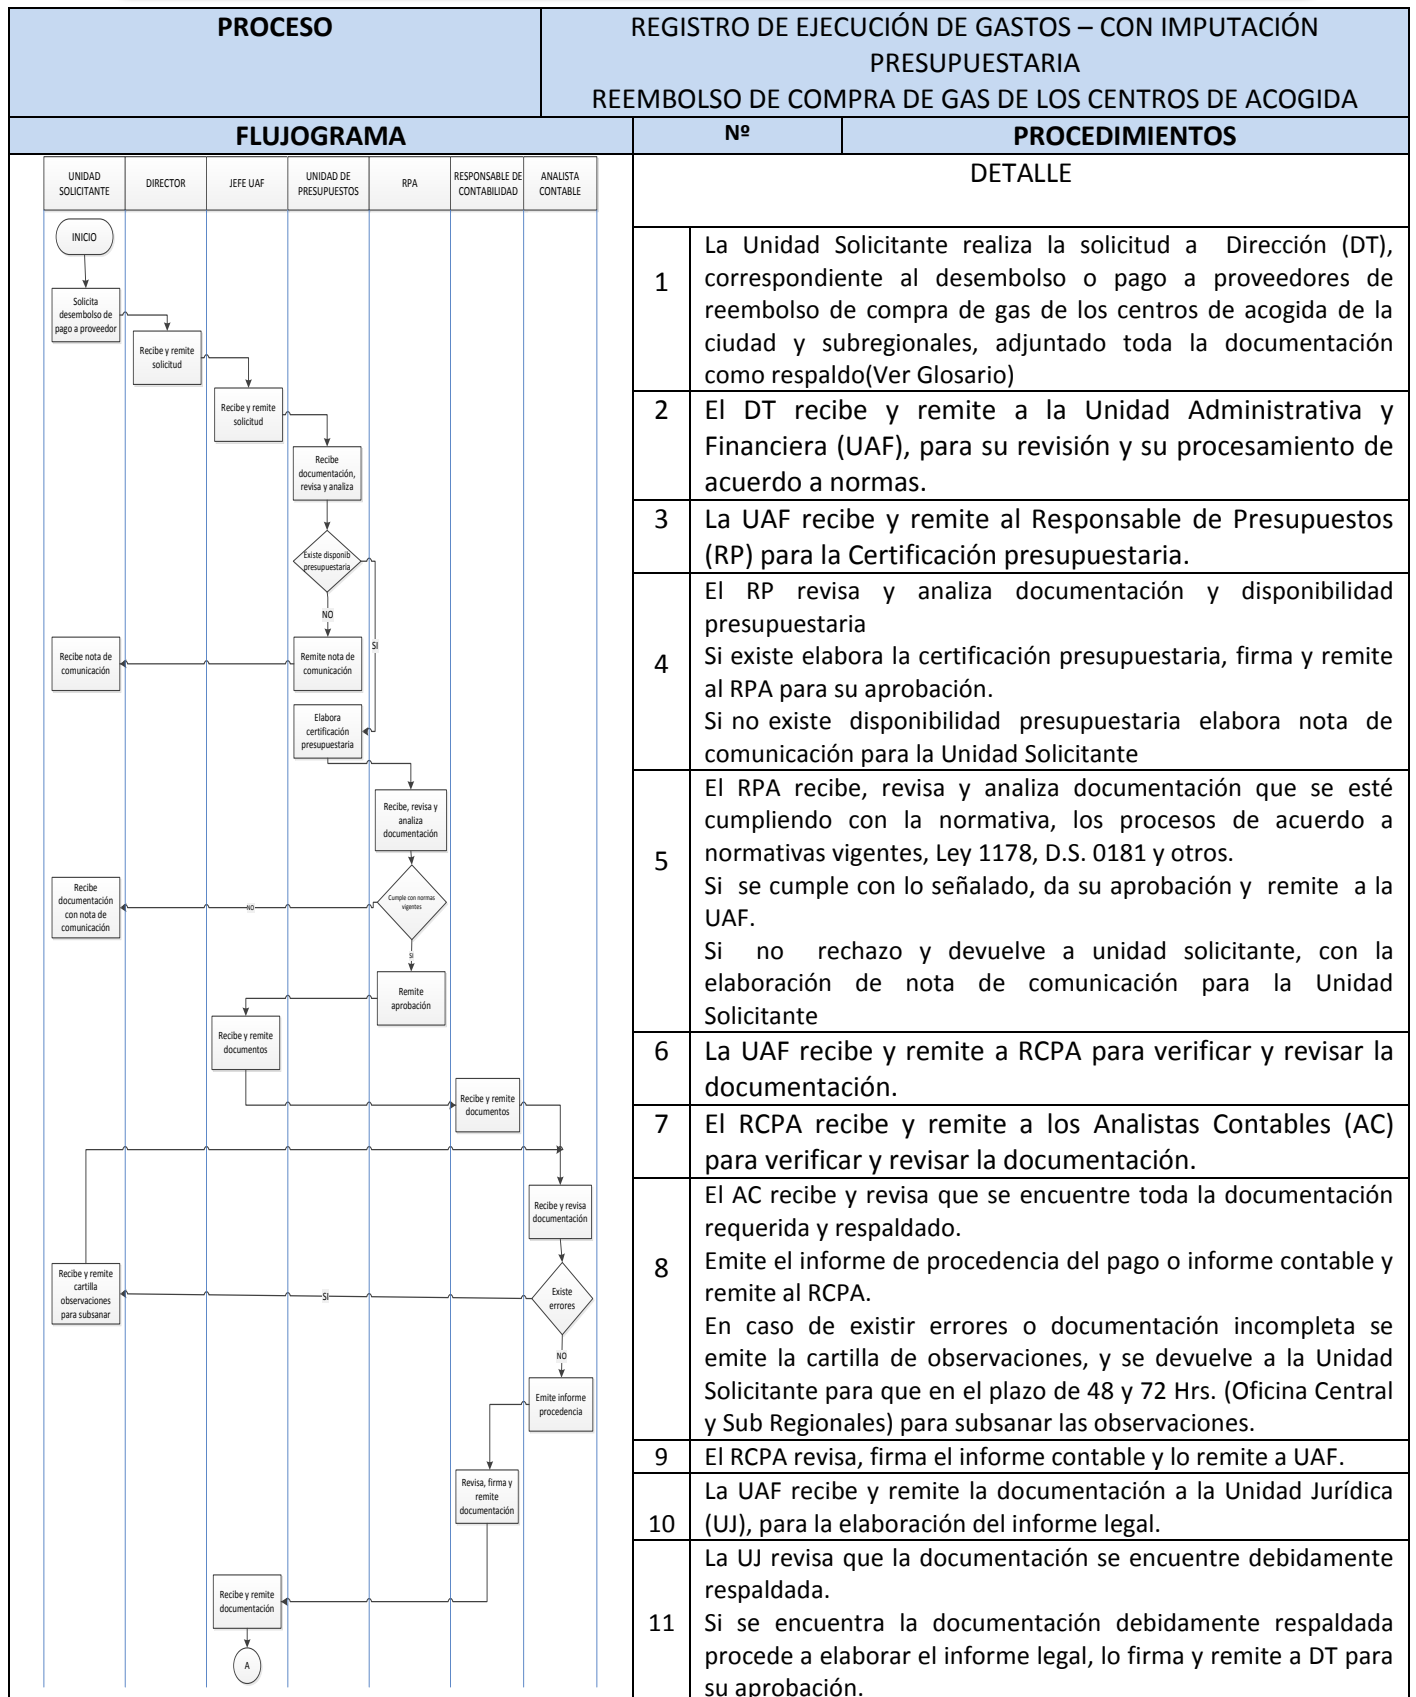 PROCESO
REGISTRO DE EJECUCIÓN DE GASTOS – CON IMPUTACIÓN
PRESUPUESTARIA
REEMBOLSO DE COMPRA DE GAS DE LOS CENTROS DE ACOGIDA
FLUJOGRAMA
Nº
PROCEDIMIENTOS
UNIDAD
SOLICITANTE
DIRECTOR
JEFE UAF
UNIDAD DE
PRESUPUESTOS
RPA
RESPONSABLE DE
CONTABILIDAD
ANALISTA
CONTABLE
INICIO
Solicita
desembolso de
pago a proveedor
Recibe y remite
solicitud
Recibe y remite
solicitud
Recibe
documentación,
revisa y analiza
Existe disponib
presupuestaria
NO
SI
Remite nota de
comunicación
Recibe nota de
comunicación
Elabora
certificación
presupuestaria
Recibe, revisa y
analiza
documentación
Cumple con normas
vigentes
NO
SI
Recibe
documentación
con nota de
comunicación
Remite
aprobación
Recibe y remite
documentos
Recibe y remite
documentos
Recibe y revisa
documentación
Existe
errores
SI
NO
Recibe y remite
cartilla
observaciones
para subsanar
Emite informe
procedencia
Revisa, firma y
remite
documentación
Recibe y remite
documentación
A
DETALLE
1
La Unidad Solicitante realiza la solicitud a Dirección (DT),
correspondiente al desembolso o pago a proveedores de
reembolso de compra de gas de los centros de acogida de la
ciudad y subregionales, adjuntado toda la documentación
como respaldo(Ver Glosario)
2
El DT recibe y remite a la Unidad Administrativa y
Financiera (UAF), para su revisión y su procesamiento de
acuerdo a normas.
3
La UAF recibe y remite al Responsable de Presupuestos
(RP) para la Certificación presupuestaria.
4
El RP revisa y analiza documentación y disponibilidad
presupuestaria
Si existe elabora la certificación presupuestaria, firma y remite
al RPA para su aprobación.
Si no existe disponibilidad presupuestaria elabora nota de
comunicación para la Unidad Solicitante
5
El RPA recibe, revisa y analiza documentación que se esté
cumpliendo con la normativa, los procesos de acuerdo a
normativas vigentes, Ley 1178, D.S. 0181 y otros.
Si se cumple con lo señalado, da su aprobación y remite a la
UAF.
Si no rechazo y devuelve a unidad solicitante, con la
elaboración de nota de comunicación para la Unidad
Solicitante
6
La UAF recibe y remite a RCPA para verificar y revisar la
documentación.
7
El RCPA recibe y remite a los Analistas Contables (AC)
para verificar y revisar la documentación.
8
El AC recibe y revisa que se encuentre toda la documentación
requerida y respaldado.
Emite el informe de procedencia del pago o informe contable y
remite al RCPA.
En caso de existir errores o documentación incompleta se
emite la cartilla de observaciones, y se devuelve a la Unidad
Solicitante para que en el plazo de 48 y 72 Hrs. (Oficina Central
y Sub Regionales) para subsanar las observaciones.
9
El RCPA revisa, firma el informe contable y lo remite a UAF.
10
La UAF recibe y remite la documentación a la Unidad Jurídica
(UJ), para la elaboración del informe legal.
11
La UJ revisa que la documentación se encuentre debidamente
respaldada.
Si se encuentra la documentación debidamente respaldada
procede a elaborar el informe legal, lo firma y remite a DT para
su aprobación.